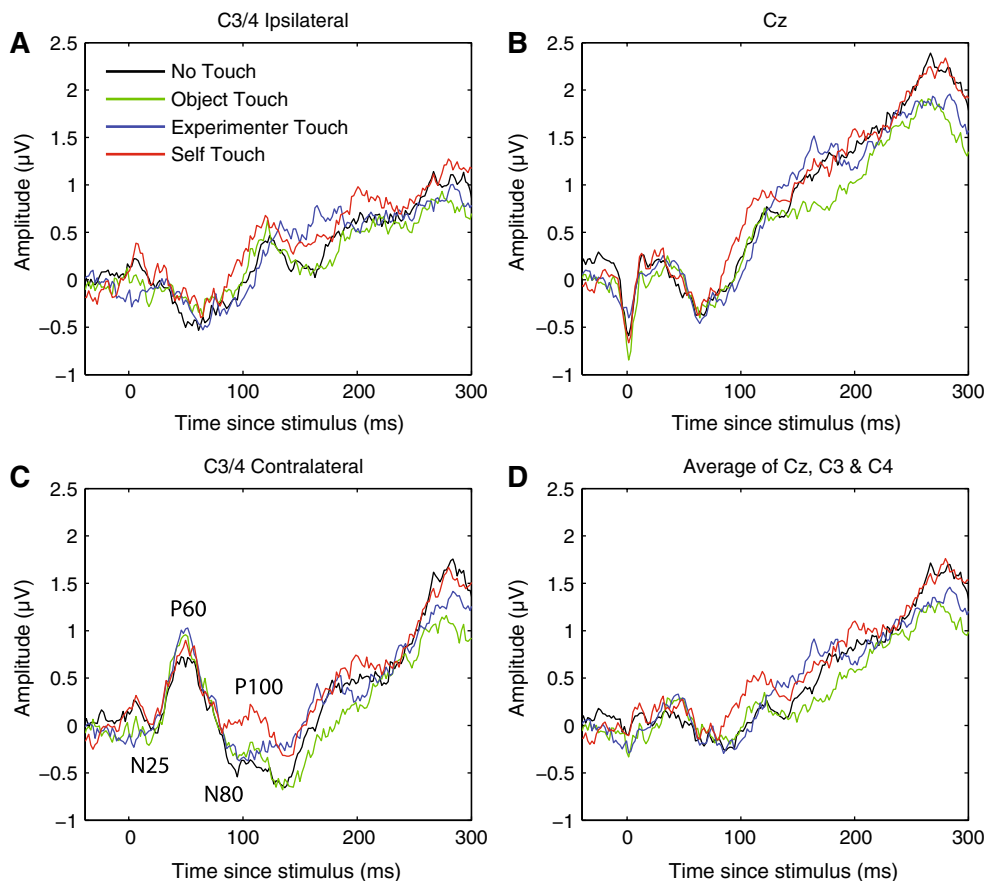 A
C3/4 Ipsilateral
2.5
2
1.5
1
0.5
0
−0.5
−1
Amplitude (µV)
No Touch
Object Touch
Experimenter Touch
Self Touch
0 100 200 300
Time since stimulus (ms)
B
Cz
2.5
2
1.5
1
0.5
0
−0.5
−1
Amplitude (µV)
0 100 200 300
Time since stimulus (ms)
C
C3/4 Contralateral
2.5
2
1.5
1
0.5
0
−0.5
−1
Amplitude (µV)
P60
P100
N25
N80
0 100 200 300
Time since stimulus (ms)
D
Average of Cz, C3 & C4
2.5
2
1.5
1
0.5
0
−0.5
−1
Amplitude (µV)
0 100 200 300
Time since stimulus (ms)